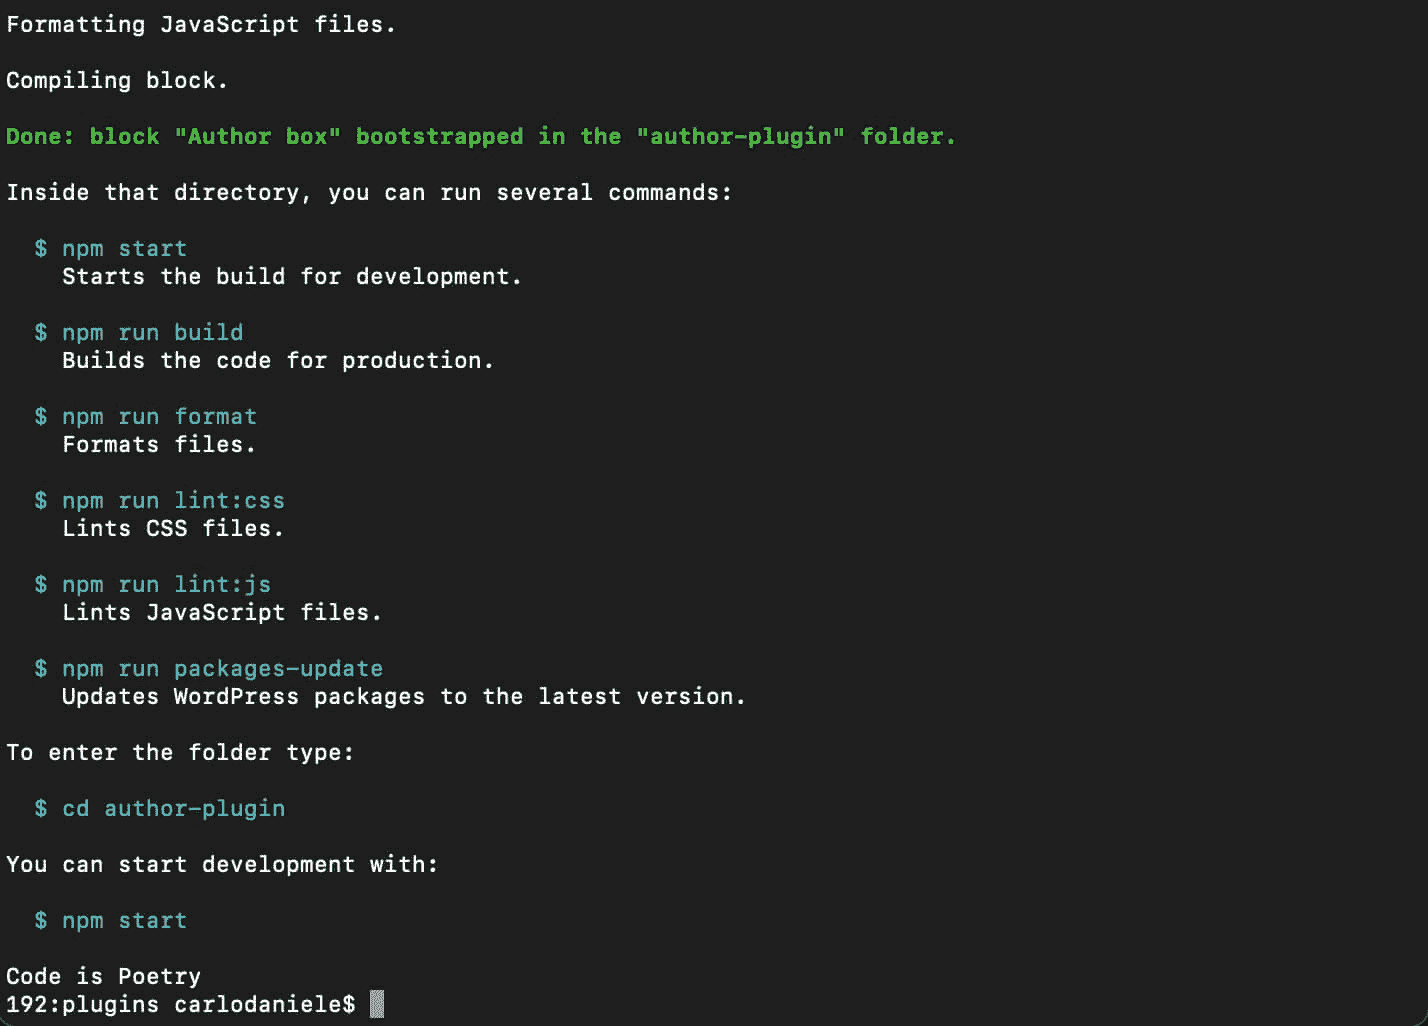 Formatting JavaScript files.
Compiling block.
Done: block "Author box" bootstrapped in the "author-plugin" folder.
Inside that directory, you can run several commands:
$ npm start
Starts the build for development.
$ npm run build
Builds the code for production.
$ npm run format
Formats files.
$ npm run lint:css
Lints CSS files.
$ npm run lint:js
Lints JavaScript files.
$ npm run packages-update
Updates WordPress packages to the latest version.
To enter the folder type:
$ cd author-plugin
You can start development with:
$ npm start
Code is Poetry
192:plugins carlodaniele$